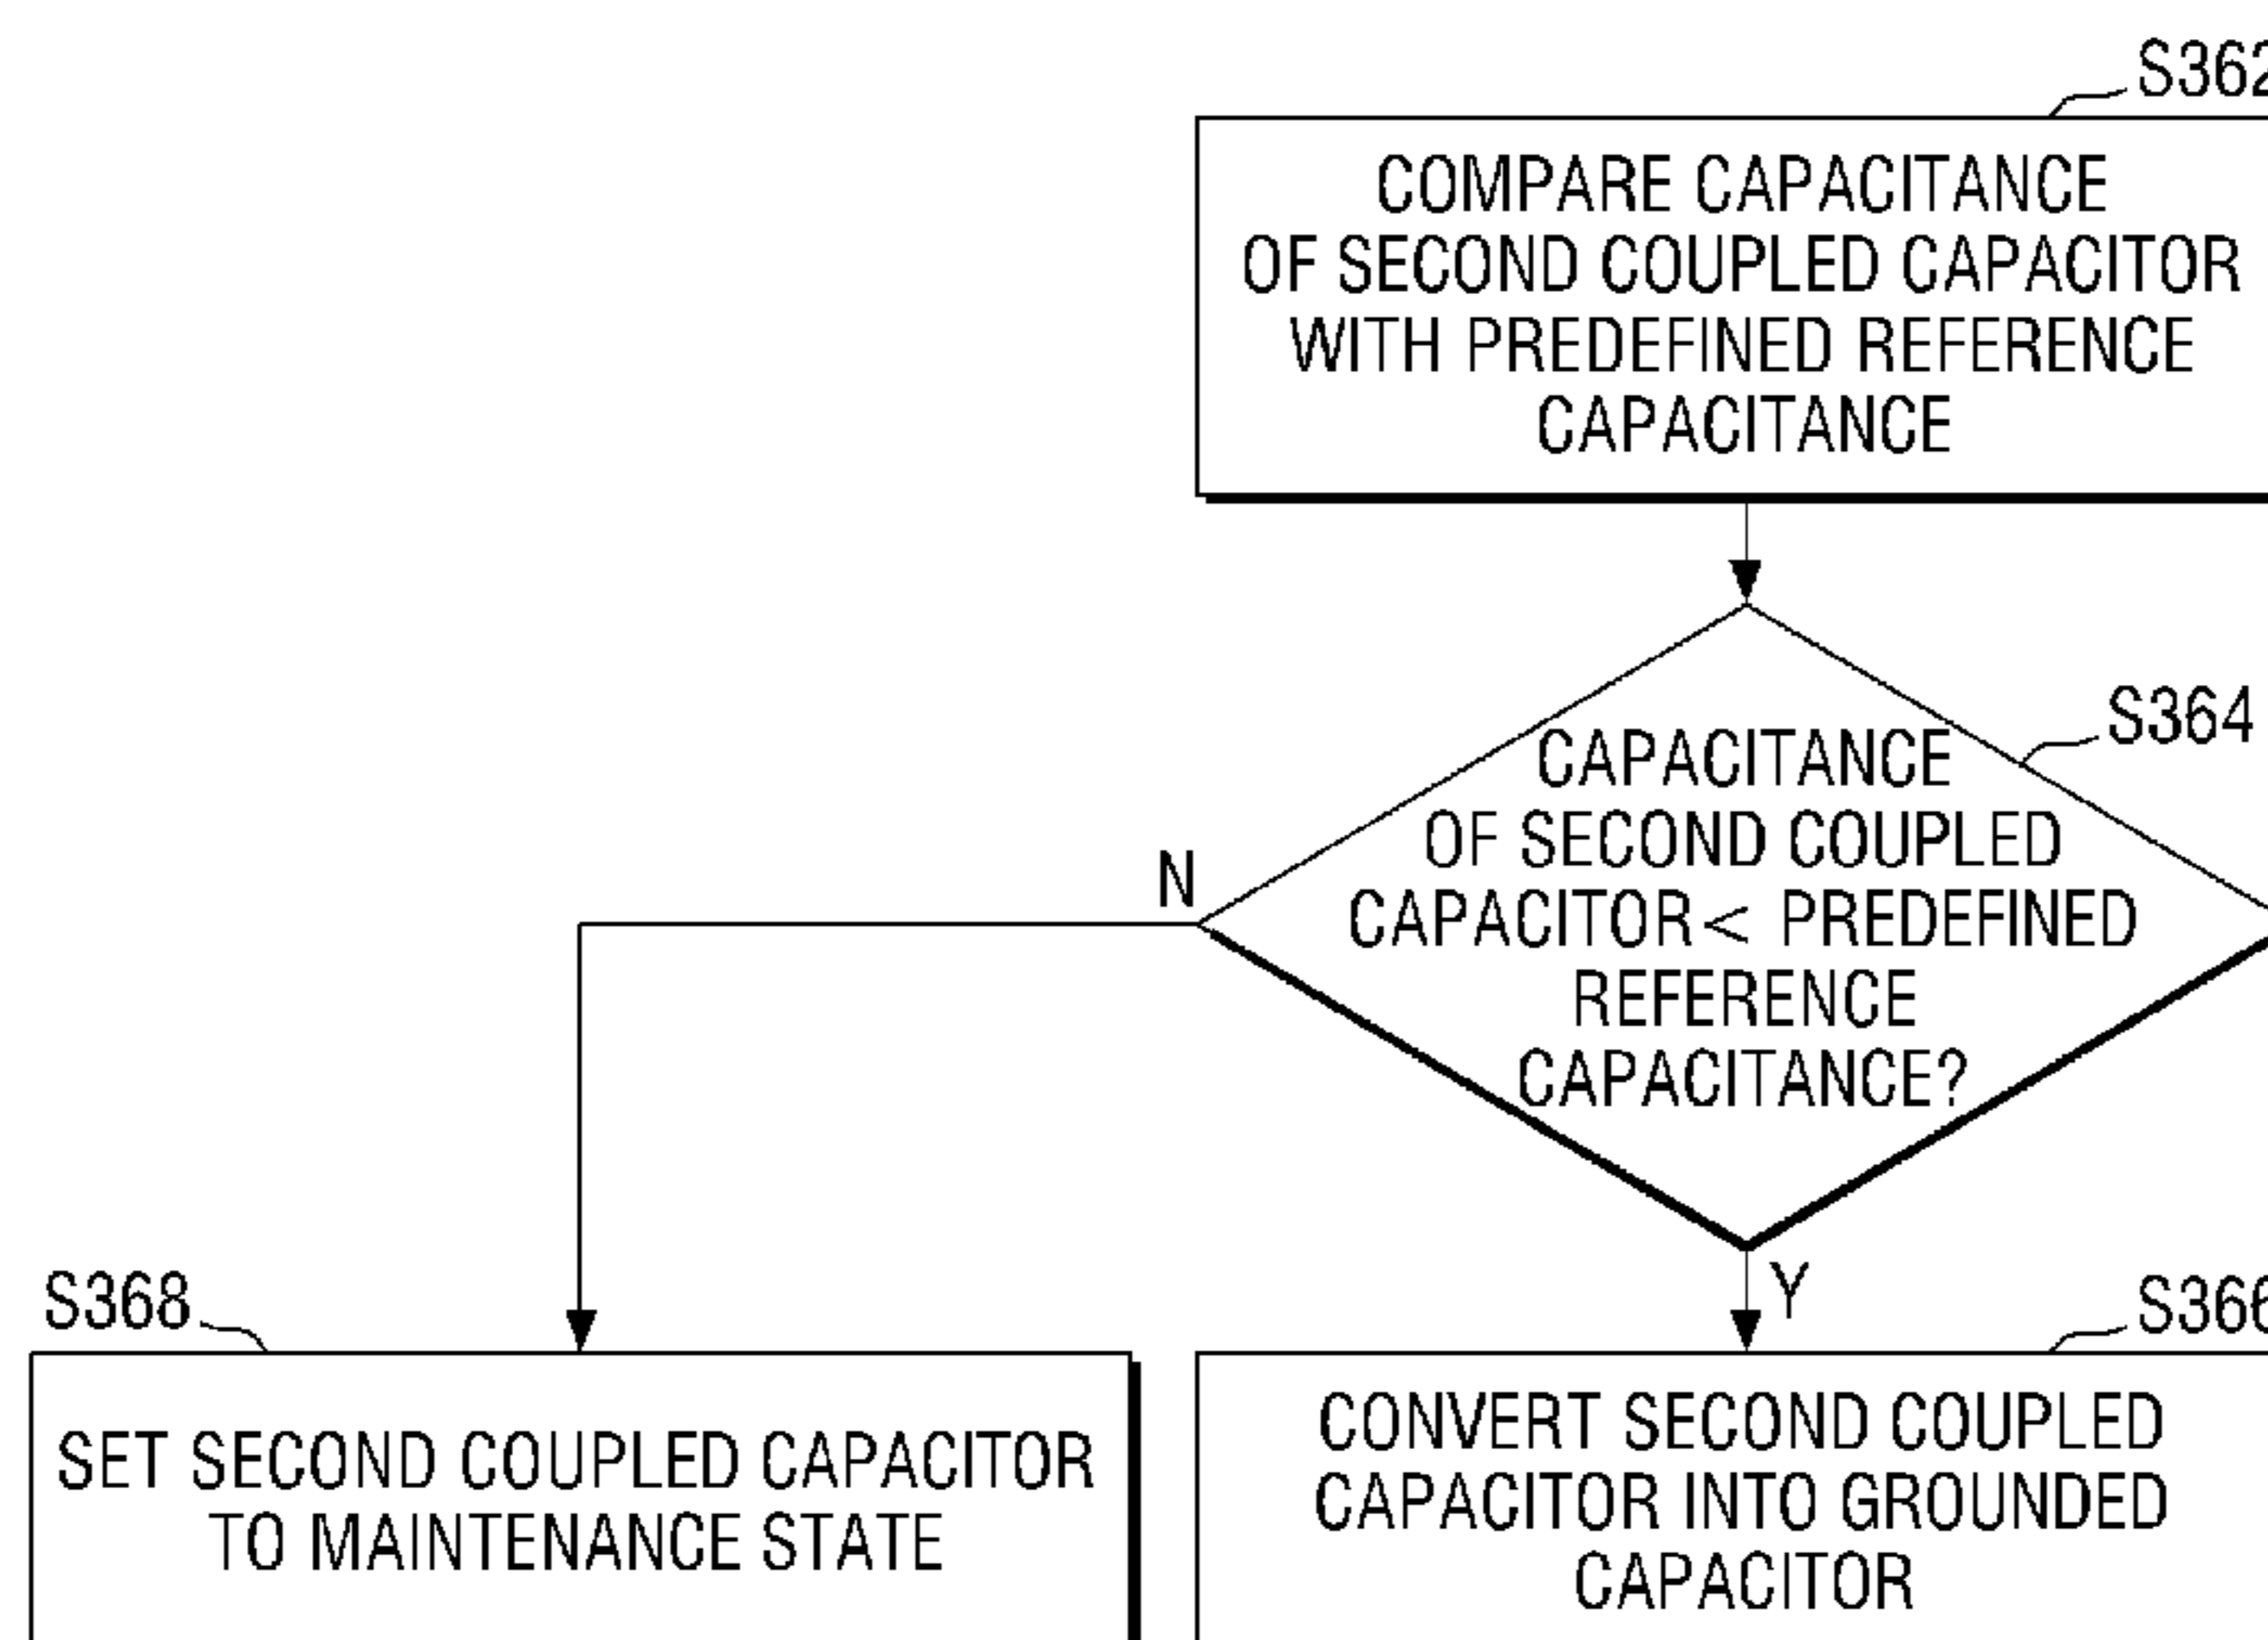 S362
COMPARE CAPACITANCE
OF SECOND COUPLED CAPACITOR
WITH PREDEFINED REFERENCE
CAPACITANCE
S364
CAPACITANCE
OF SECOND COUPLED
CAPACITOR < PREDEFINED
REFERENCE
CAPACITANCE?
N
Y
S368
SET SECOND COUPLED CAPACITOR
TO MAINTENANCE STATE
S366
CONVERT SECOND COUPLED
CAPACITOR INTO GROUNDED
CAPACITOR